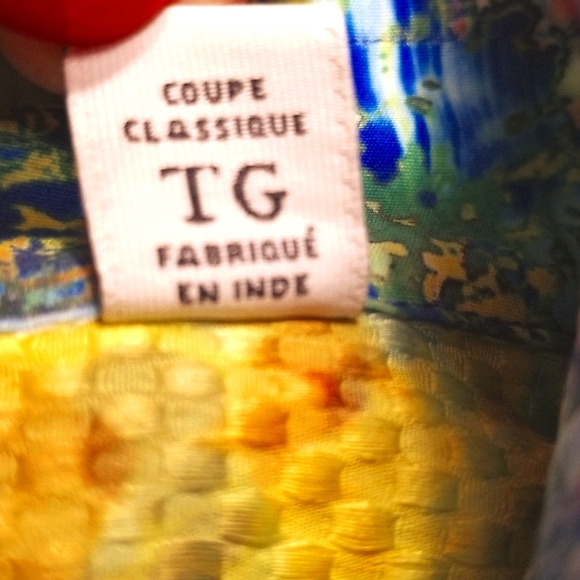 COUPE
CLASSIQUE
TG
FABRIQUÉ
EN INDE